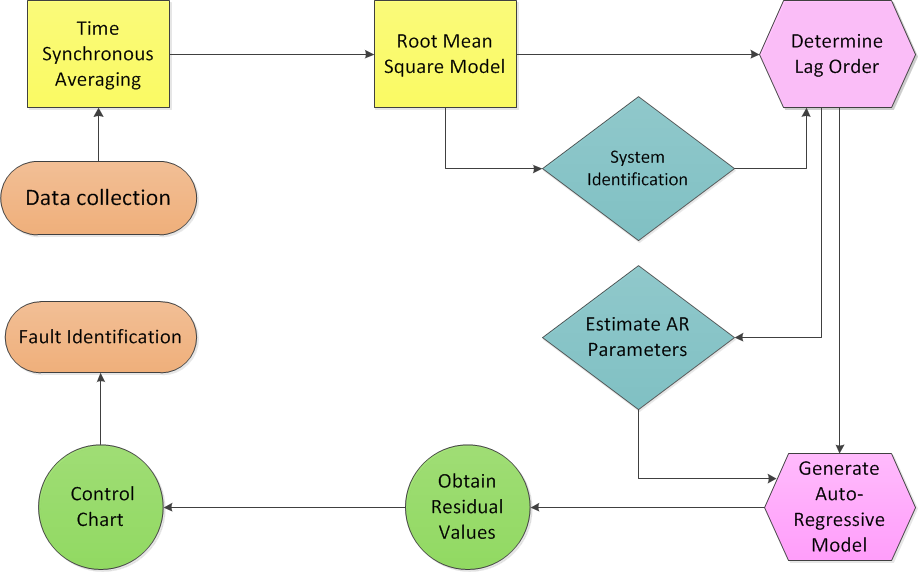 Time
Synchronous
Averaging
Root Mean
Square Model
Determine
Lag Order
System
Identification
Data collection
Estimate AR
Parameters
Fault Identification
Generate
Auto-
Regressive
Model
Obtain
Residual
Values
Control
Chart